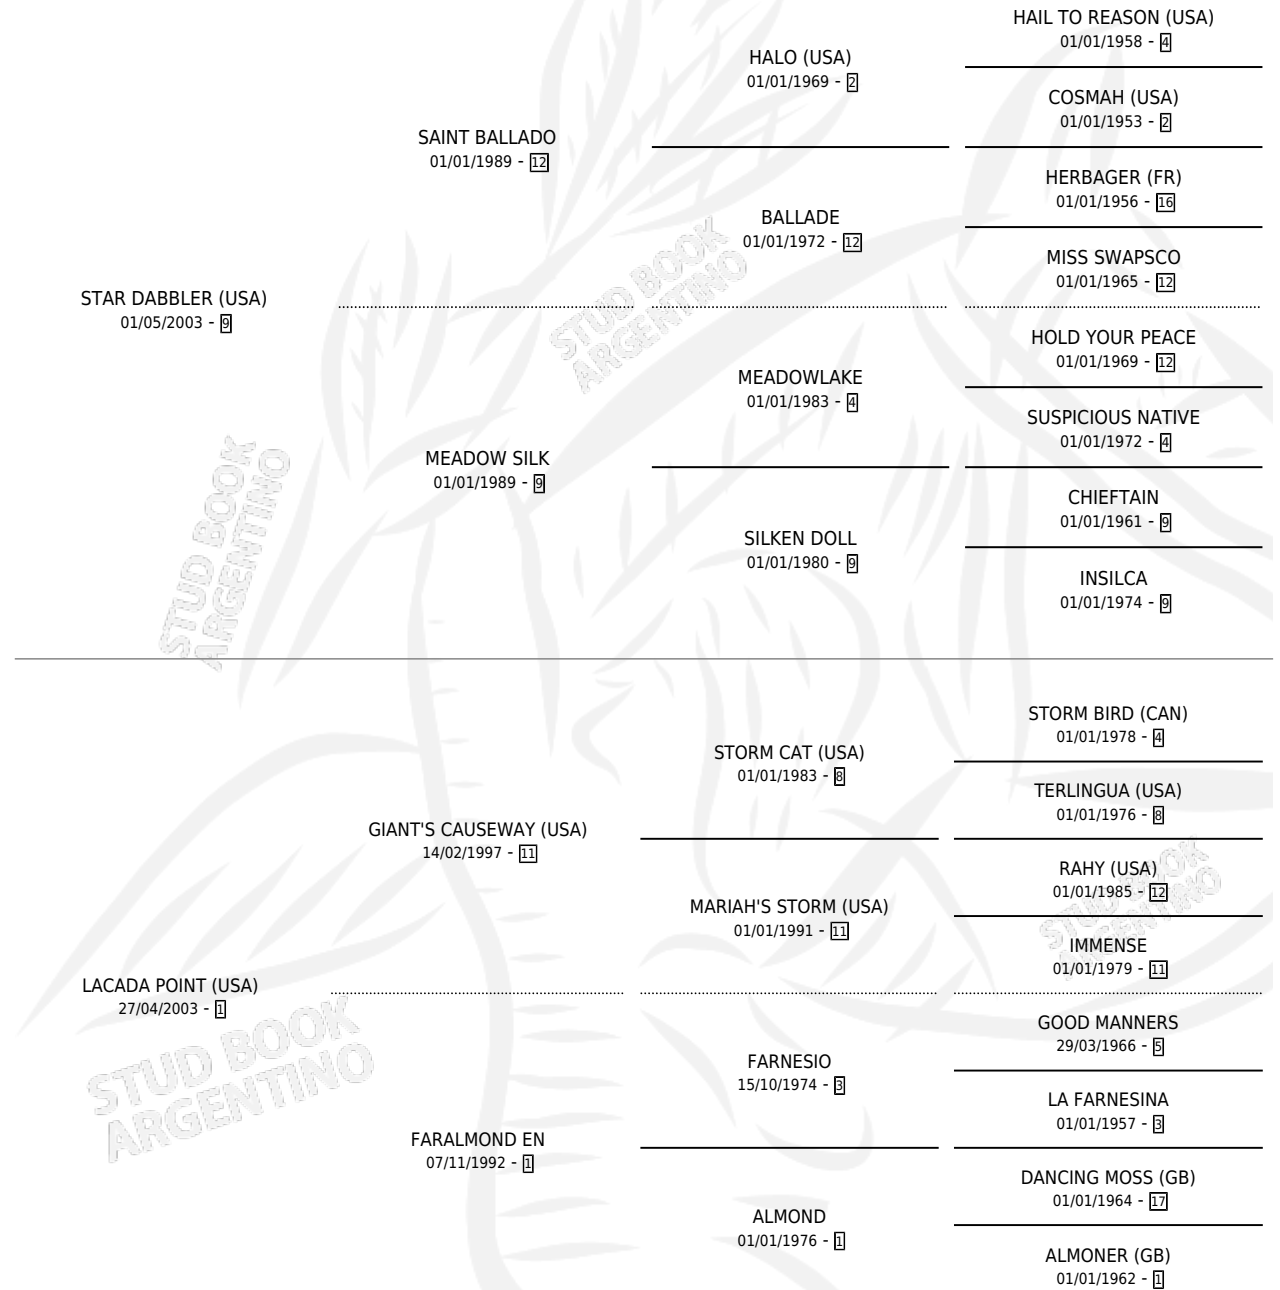 HAIL TO REASON (USA)
01/01/1958 - 4
HALO (USA)
01/01/1969 - 2
COSMAH (USA)
01/01/1953 - 2
SAINT BALLADO
01/01/1989 - 12
HERBAGER (FR)
01/01/1956 - 16
BALLADE
01/01/1972 - 12
MISS SWAPSCO
01/01/1965 - 12
STAR DABBLER (USA)
01/05/2003 - 9
HOLD YOUR PEACE
01/01/1969 - 12
MEADOWLAKE
01/01/1983 - 4
SUSPICIOUS NATIVE
01/01/1972 - 4
MEADOW SILK
01/01/1989 - 9
CHIEFTAIN
01/01/1961 - 9
SILKEN DOLL
01/01/1980 - 9
INSILCA
01/01/1974 - 9
STORM BIRD (CAN)
01/01/1978 - 4
STORM CAT (USA)
01/01/1983 - 8
TERLINGUA (USA)
01/01/1976 - 8
GIANT'S CAUSEWAY (USA)
14/02/1997 - 11
RAHY (USA)
01/01/1985 - 12
MARIAH'S STORM (USA)
01/01/1991 - 11
IMMENSE
01/01/1979 - 11
LACADA POINT (USA)
27/04/2003 - 1
GOOD MANNERS
29/03/1966 - 5
FARNESIO
15/10/1974 - 3
LA FARNESINA
01/01/1957 - 3
FARALMOND EN
07/11/1992 - 1
DANCING MOSS (GB)
01/01/1964 - 17
ALMOND
01/01/1976 - 1
ALMONER (GB)
01/01/1962 - 1
STUD BOOK
ARGENTINO
STUD BOOK
ARGENTINO
STUD BOOK
ARGENTINO
STUD BOOK
ARGENTINO